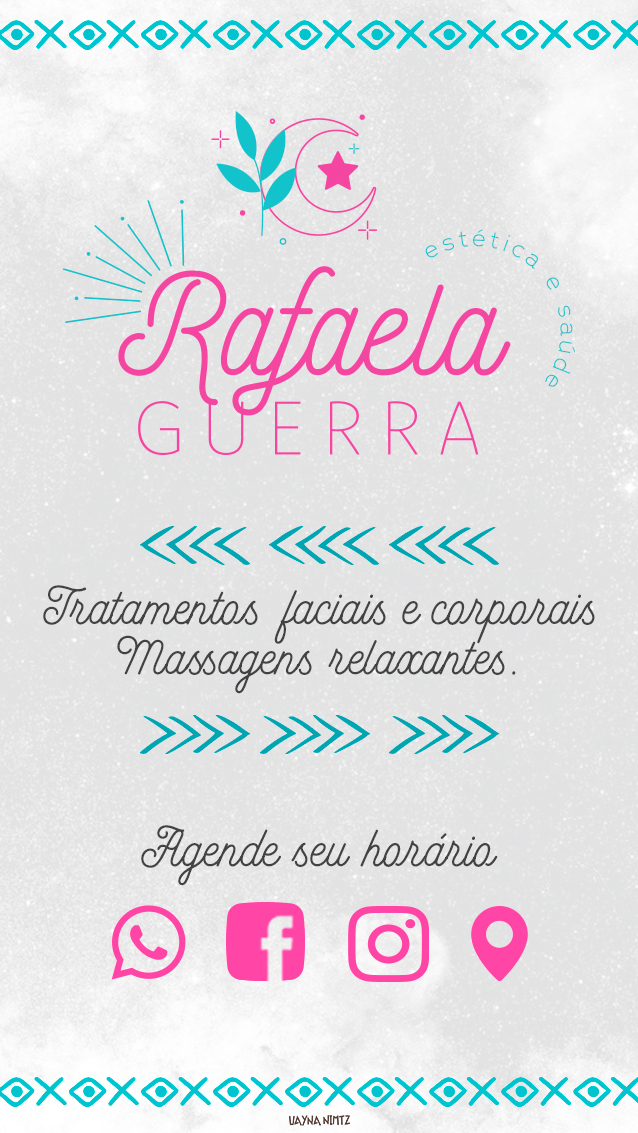 estética e saúde
Rafaela
GUERRA
Tratamentos faciais e corporais
Massagens relaxantes.
Agende seu horário
UAYNA NIMTZ